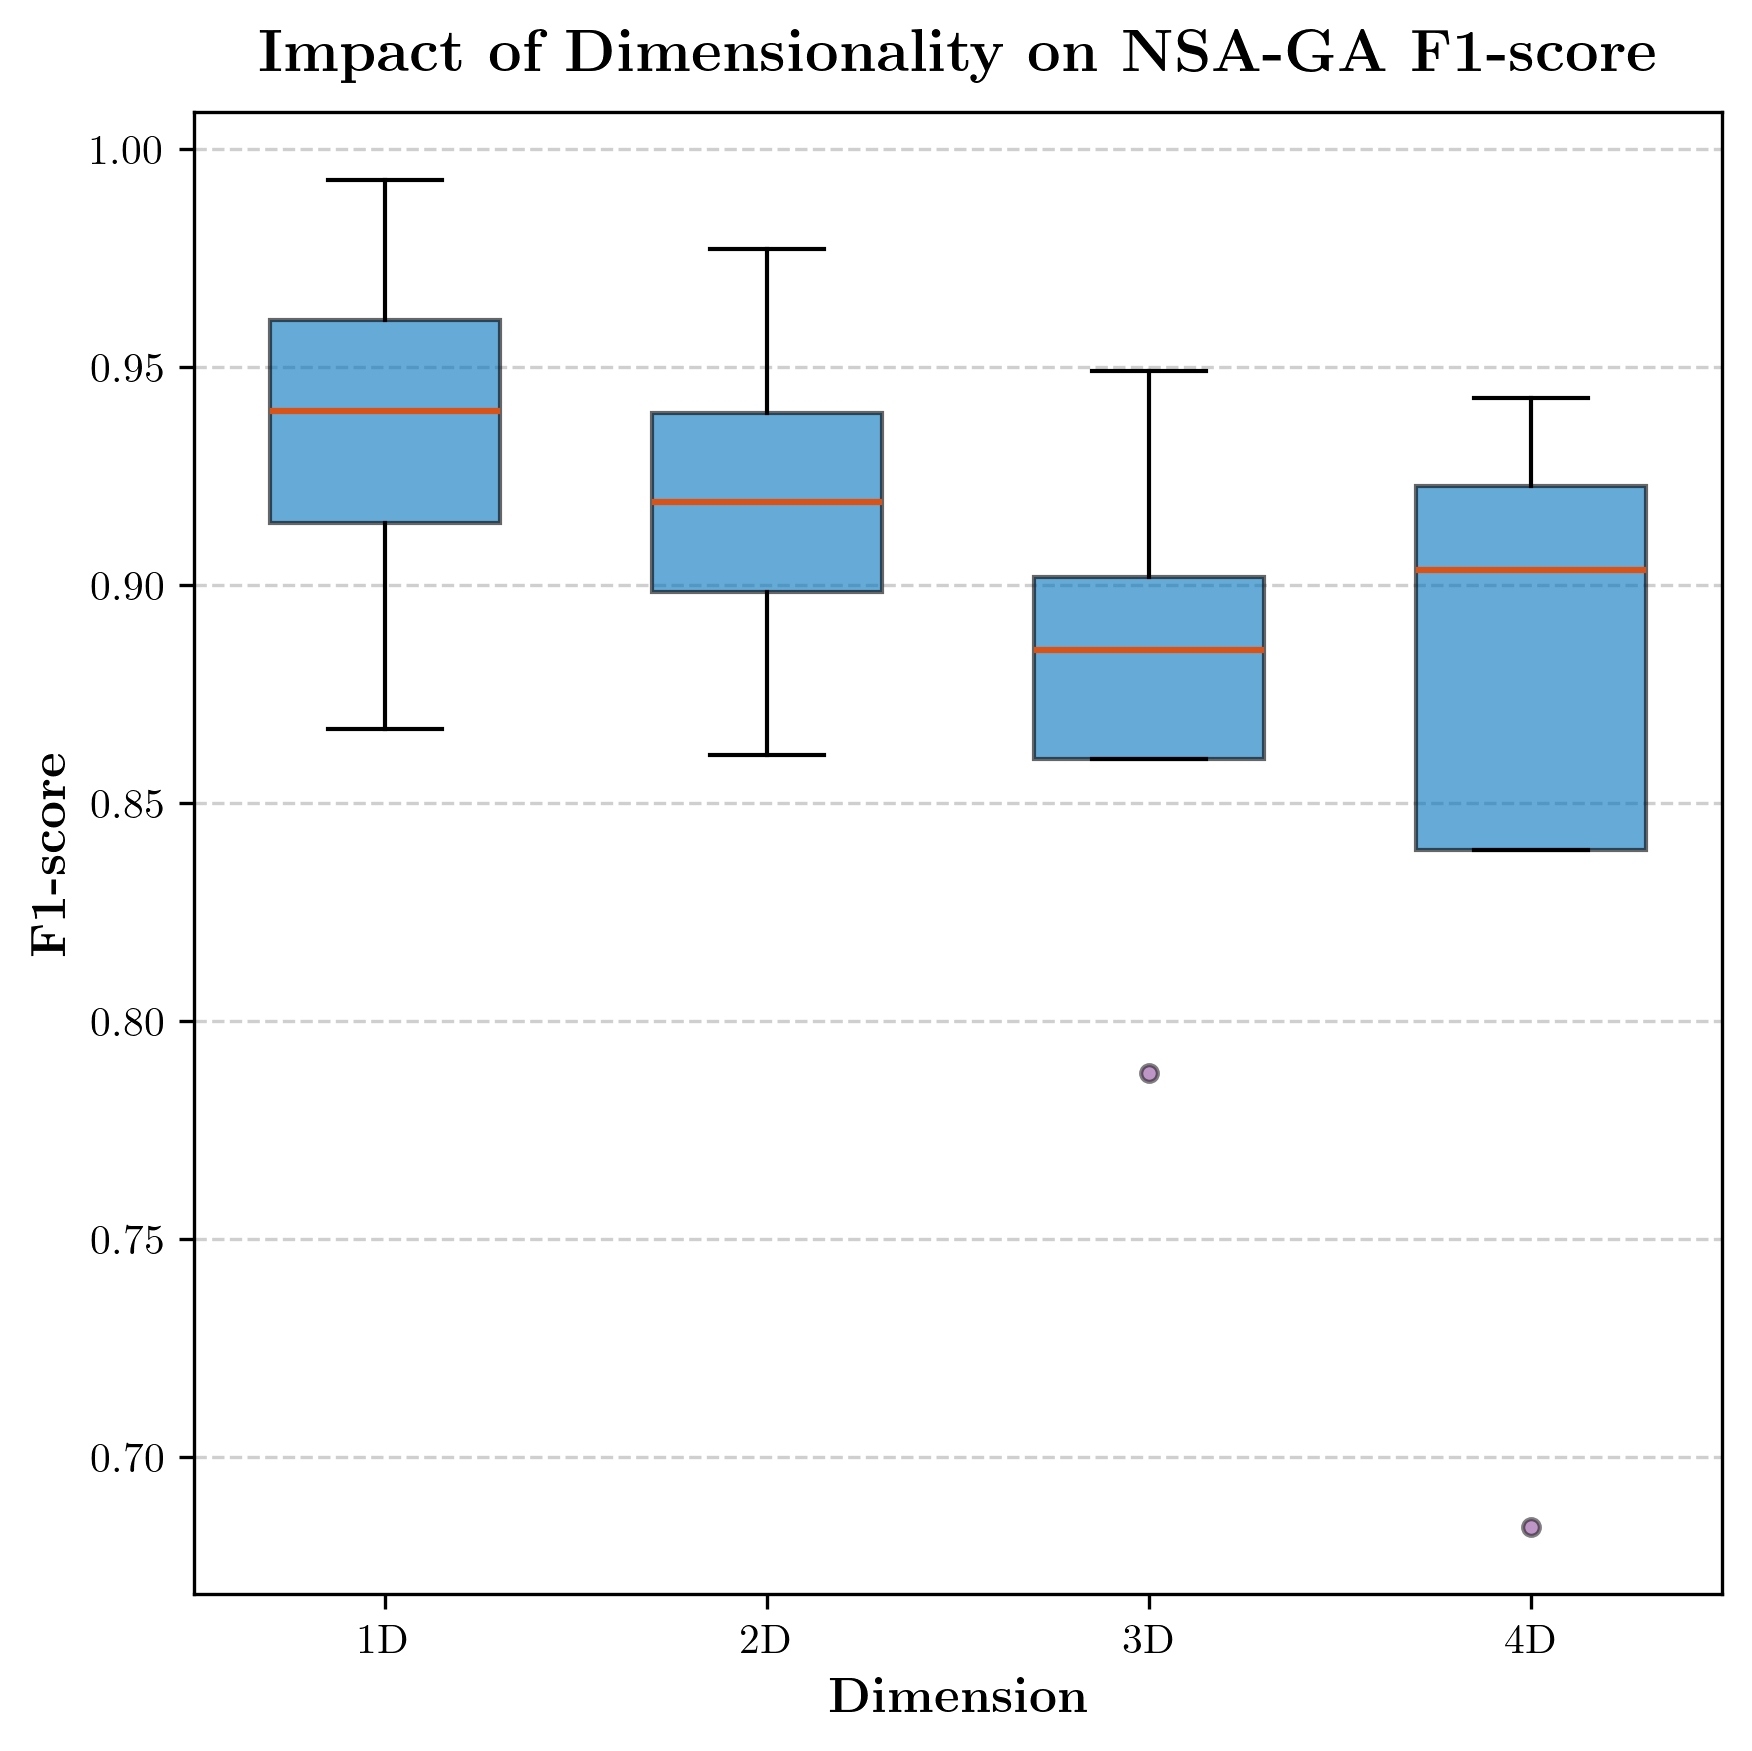 Impact of Dimensionality on NSA-GA F1-score
1.00
0.95
0.90
0.85
0.80
0.75
0.70
F1-score
1D 2D 3D 4D
Dimension